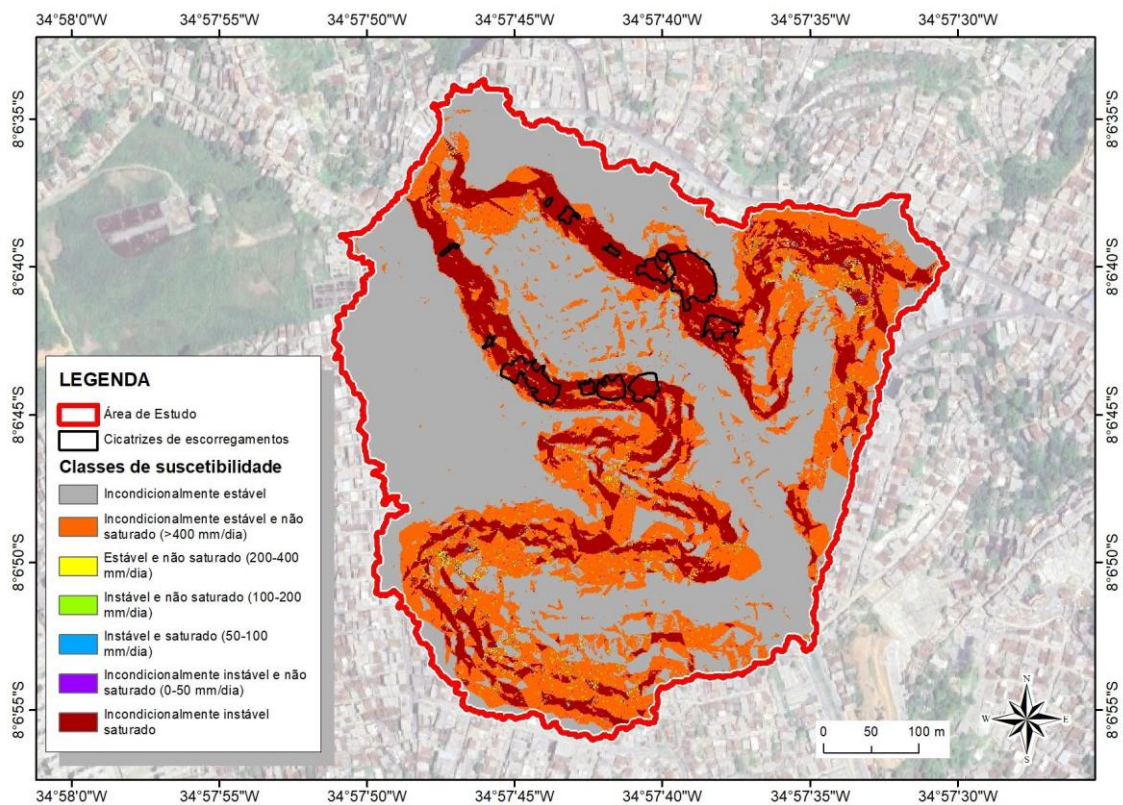 34°58'0"W 34°57'55"W 34°57'50"W 34°57'45"W 34°57'40"W 34°57'35"W 34°57'30"W
8°6'35"S 8°6'35"S
8°6'40"S 8°6'40"S
8°6'45"S 8°6'45"S
8°6'50"S 8°6'50"S
8°6'55"S 8°6'55"S
LEGENDA
Área de Estudo
Cicatrizes de escorregamentos
Classes de suscetibilidade
Incondicionalmente estável
Incondicionalmente estável e não
saturado (>400 mm/dia)
Estável e não saturado (200-400
mm/dia)
Instável e não saturado (100-200
mm/dia)
Instável e saturado (50-100
mm/dia)
Incondicionalmente instável e não
saturado (0-50 mm/dia)
Incondicionalmente instável
saturado
N
W E
S
0 50 100 m
34°58'0"W 34°57'55"W 34°57'50"W 34°57'45"W 34°57'40"W 34°57'35"W 34°57'30"W